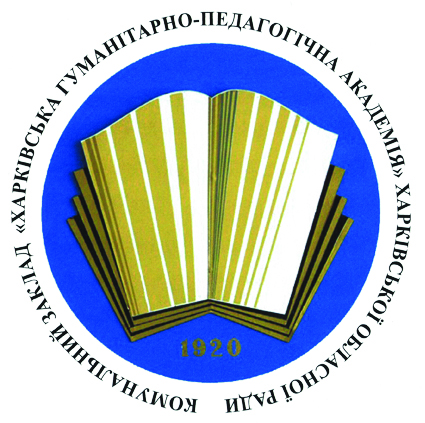 КОМУНАЛЬНИЙ ЗАКЛАД «ХАРКІВСЬКА ГУМАНІТАРНО-ПЕДАГОГІЧНА АКАДЕМІЯ» ХАРКІВСЬКОЇ ОБЛАСНОЇ РАДИ
1920